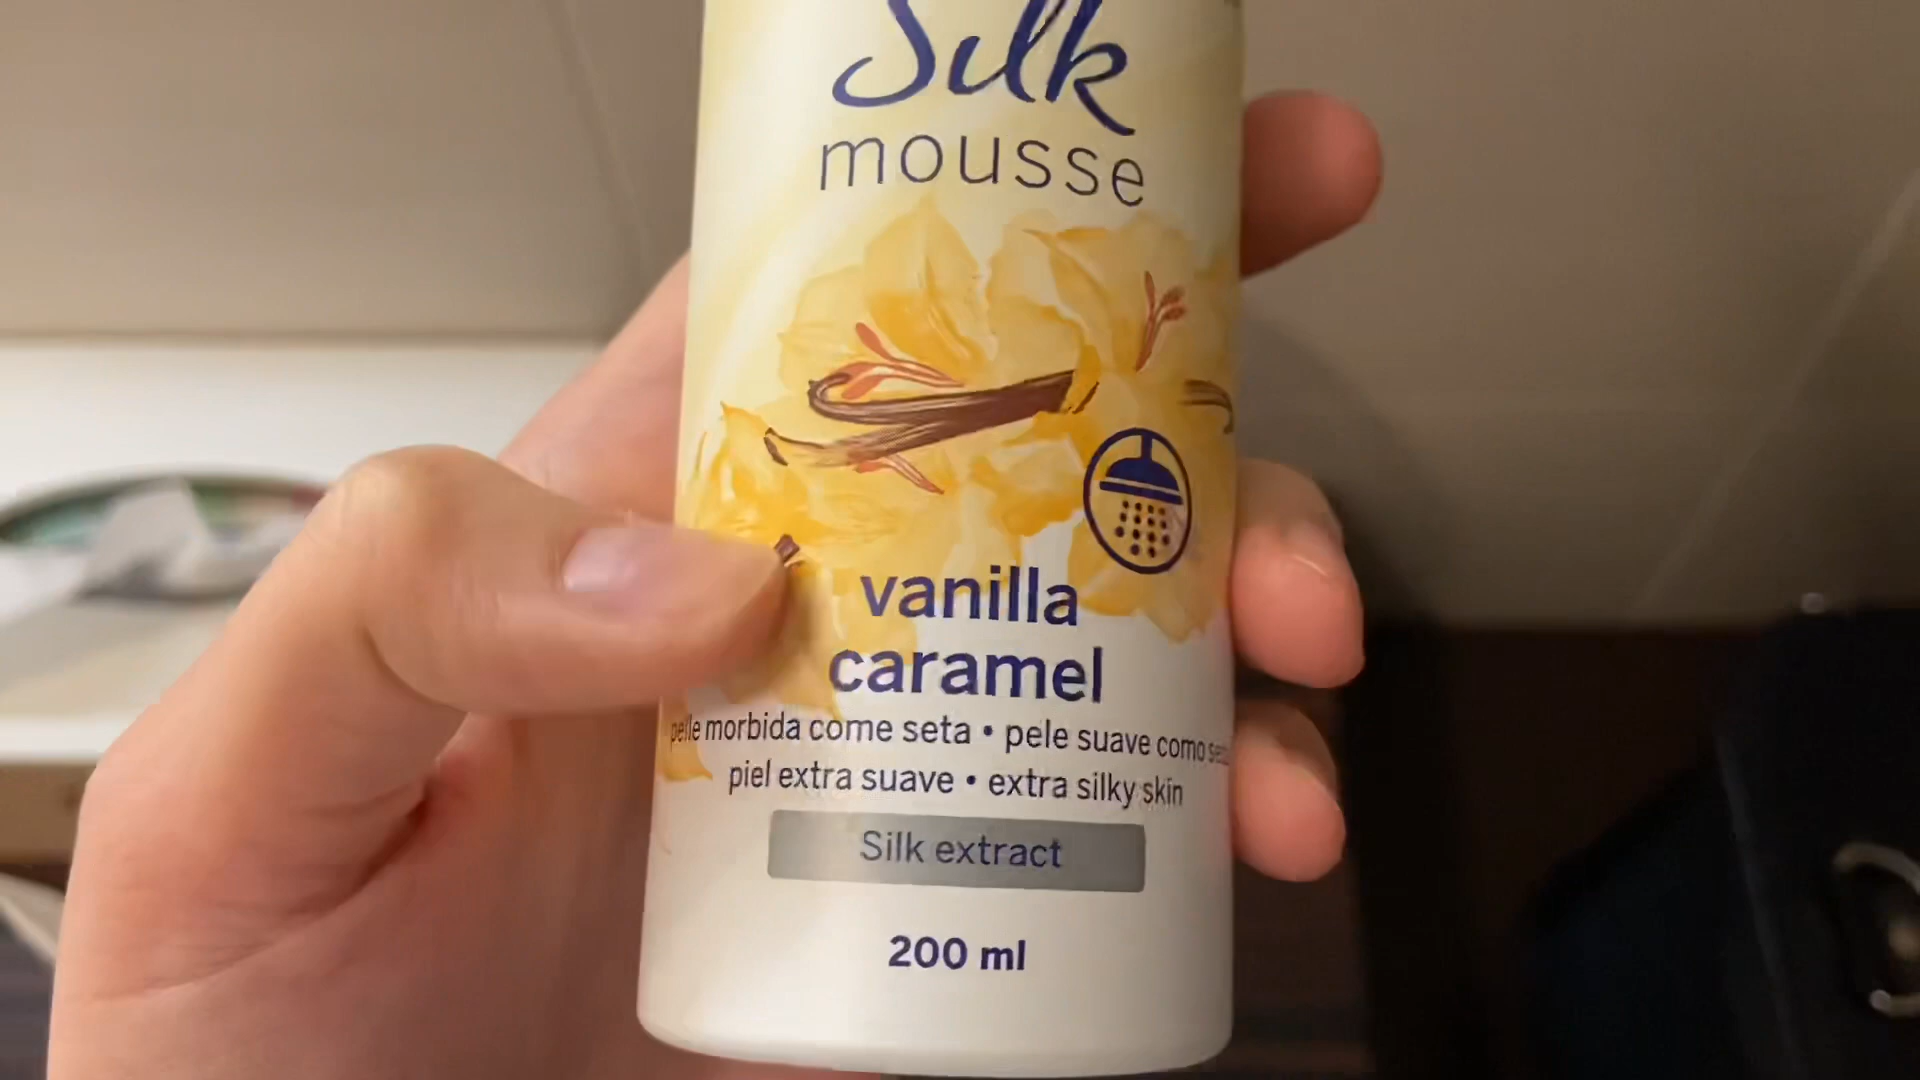 Silk
mousse
vanilla
caramel
pelle morbida come seta • pele suave como seda
piel extra suave • extra silky skin
Silk extract
200 ml